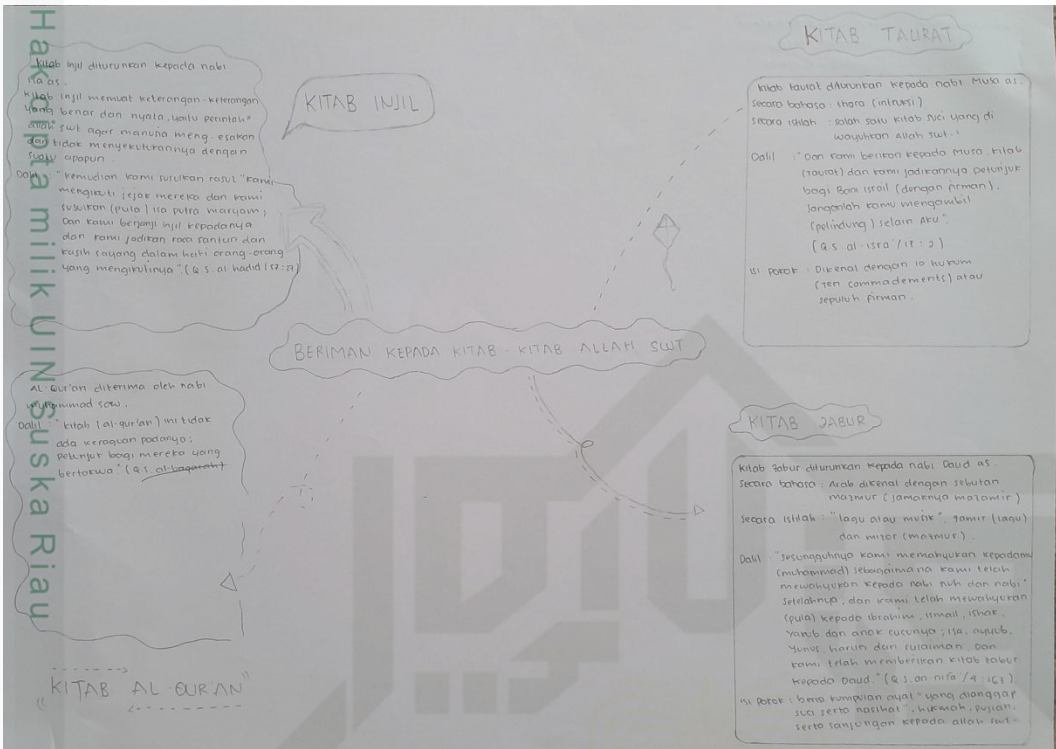 Hak cipta milik UIN Suska Riau
KITAB INJIL
Kitab injil diturunkan kepada nabi
isa as.
Kitab injil memuat keterangan-keterangan
yang benar dan nyata, yaitu perintah"
allah swt agar manusia meng-esakan
dan tidak menyekutukannya dengan
suatu apapun.
Dalil : "kemudian kami susulkan rasul" kami
mengikuti jejak mereka dan kami
susulkan (pula) isa putra maryam;
Dan kami berjanji injil kepadanya
dan kami jadikan rasa santun dan
kasih sayang dalam hati orang-orang
yang mengikutinya" (Q.S. al hadid / 57:27)
KITAB TAURAT
Kitab taurat diturunkan kepada nabi Musa as.
Secara bahasa : thora (intruksi)
Secara istilah : salah satu kitab suci yang di
wayuhkan Allah swt.
Dalil : "Dan kami berikan kepada Musa, kitab
(Taurat) dan kami jadikannya petunjuk
bagi Bani Israil (dengan firman).
Janganlah kamu mengambil
(pelindung) selain Aku".
(Q.S. al-isra'/17 : 2)
isi pokok : Dikenal dengan 10 hukum
(Ten commadements) atau
sepuluh firman.
BERIMAN KEPADA KITAB-KITAB ALLAH SWT
AL-Qur'an diterima oleh nabi
muhammad saw.
Dalil : "kitab (al-qur'an) ini tidak
ada keraguan padanya;
petunjuk bagi mereka yang
bertakwa" (Q.S. al-baqarah)
"KITAB AL-QUR'AN"
KITAB ZABUR
Kitab zabur diturunkan kepada nabi Daud as.
Secara bahasa : Arab dikenal dengan sebutan
mazmur (jamaknya mazamir)
Secara istilah : "lagu atau musik". zamir (lagu)
dan mizor (mazmur).
Dalil : "Sesungguhnya kami mewahyukan kepadamu
(muhammad) sebagaimana kami telah
mewahyukan kepada nabi nuh dan nabi"
setelahnya, dan kami telah mewahyukan
(pula) kepada Ibrahim, ismail, ishak,
Yakub dan anak cucunya; isa, ayyub,
Yunus, harun dan sulaiman. Dan
kami telah memberikan kitab zabur
kepada Daud." (Q.S. an nisa / 4 : 163).
isi pokok : berisi kumpulan ayat" yang dianggap
suci serta nasihat", hikmah, pujian,
serta sanjungan kepada allah swt.